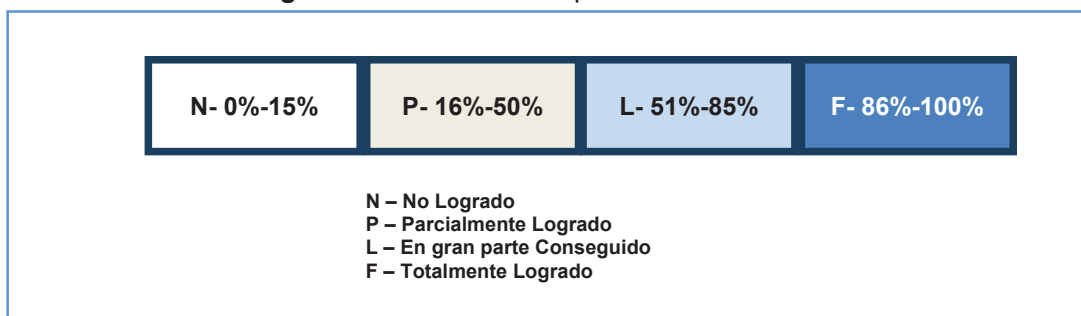 N- 0%-15% P- 16%-50% L- 51%-85% F- 86%-100%
N – No Logrado
P – Parcialmente Logrado
L – En gran parte Conseguido
F – Totalmente Logrado